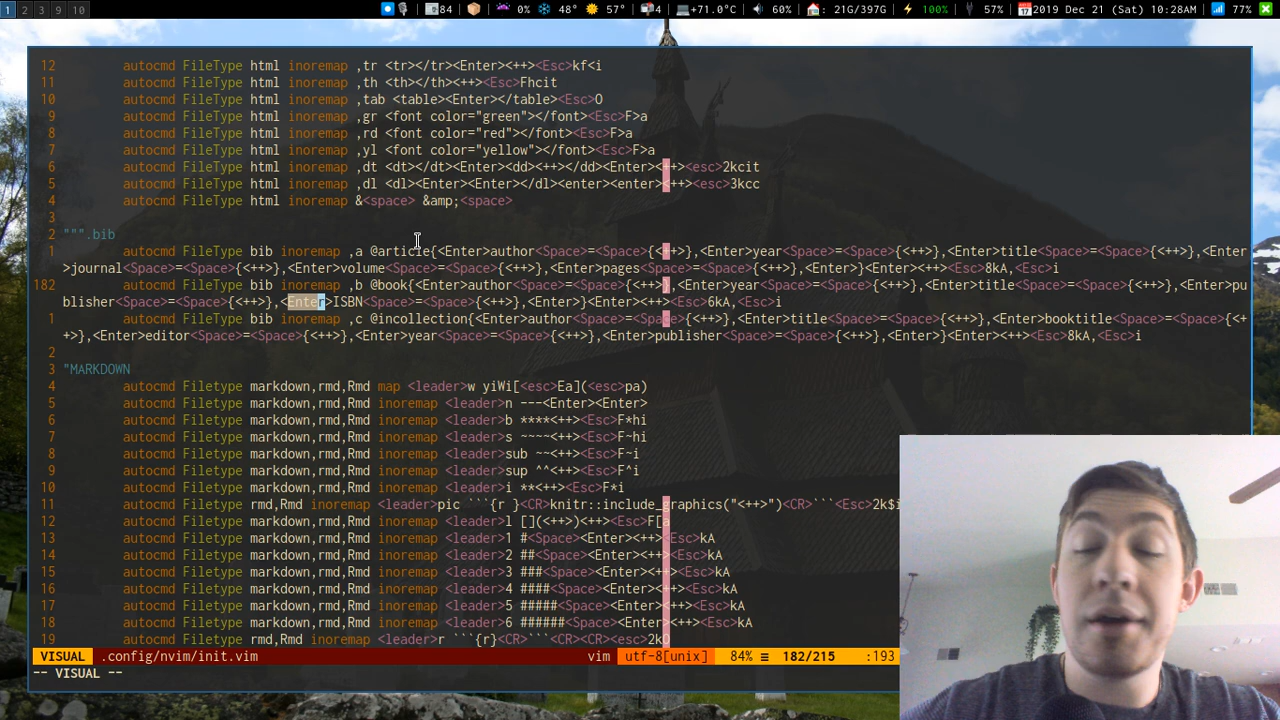 1 2 3 9 10 84 0% 48° 57° 4 +71.0°C 60% : 21G/397G 100% 57% 2019 Dec 21 (Sat) 10:28AM 77%
12 autocmd FileType html inoremap ,tr <tr></tr><Enter><++><Esc>kf<i
11 autocmd FileType html inoremap ,th <th></th><++><Esc>Fhcit
10 autocmd FileType html inoremap ,tab <table><Enter></table><Esc>O
9 autocmd FileType html inoremap ,gr <font color="green"></font><Esc>F>a
8 autocmd FileType html inoremap ,rd <font color="red"></font><Esc>F>a
7 autocmd FileType html inoremap ,yl <font color="yellow"></font><Esc>F>a
6 autocmd FileType html inoremap ,dt <dt></dt><Enter><dd><++></dd><Enter><++><esc>2kcit
5 autocmd FileType html inoremap ,dl <dl><Enter><Enter></dl><enter><enter><++><esc>3kcc
4 autocmd FileType html inoremap &<space> &amp;<space>
3
2 """.bib
1 autocmd FileType bib inoremap ,a @article{<Enter>author<Space>=<Space>{<++>},<Enter>year<Space>=<Space>{<++>},<Enter>title<Space>=<Space>{<++>},<Enter
>journal<Space>=<Space>{<++>},<Enter>volume<Space>=<Space>{<++>},<Enter>pages<Space>=<Space>{<++>},<Enter>}<Enter><++><Esc>8kA,<Esc>i
182 autocmd FileType bib inoremap ,b @book{<Enter>author<Space>=<Space>{<++>},<Enter>year<Space>=<Space>{<++>},<Enter>title<Space>=<Space>{<++>},<Enter>pu
blisher<Space>=<Space>{<++>},<Enter>ISBN<Space>=<Space>{<++>},<Enter>}<Enter><++><Esc>6kA,<Esc>i
1 autocmd FileType bib inoremap ,c @incollection{<Enter>author<Space>=<Space>{<++>},<Enter>title<Space>=<Space>{<++>},<Enter>booktitle<Space>=<Space>{<+
+>},<Enter>editor<Space>=<Space>{<++>},<Enter>year<Space>=<Space>{<++>},<Enter>publisher<Space>=<Space>{<++>},<Enter>}<Enter><++><Esc>8kA,<Esc>i
2
3 "MARKDOWN
4 autocmd Filetype markdown,rmd,Rmd map <leader>w yiWi[<esc>Ea](<esc>pa)
5 autocmd Filetype markdown,rmd,Rmd inoremap <leader>n ---<Enter><Enter>
6 autocmd Filetype markdown,rmd,Rmd inoremap <leader>b ****<++><Esc>F*hi
7 autocmd Filetype markdown,rmd,Rmd inoremap <leader>s ~~~~<++><Esc>F~hi
8 autocmd Filetype markdown,rmd,Rmd inoremap <leader>sub ~~<++><Esc>F~i
9 autocmd Filetype markdown,rmd,Rmd inoremap <leader>sup ^^<++><Esc>F^i
10 autocmd Filetype markdown,rmd,Rmd inoremap <leader>i **<++><Esc>F*i
11 autocmd Filetype rmd,Rmd inoremap <leader>pic ```{r }<CR>knitr::include_graphics("<++>")<CR>```<Esc>2k$i
12 autocmd Filetype markdown,rmd,Rmd inoremap <leader>l [](<++>)<++><Esc>F[a
13 autocmd Filetype markdown,rmd,Rmd inoremap <leader>1 #<Space><Enter><++><Esc>kA
14 autocmd Filetype markdown,rmd,Rmd inoremap <leader>2 ##<Space><Enter><++><Esc>kA
15 autocmd Filetype markdown,rmd,Rmd inoremap <leader>3 ###<Space><Enter><++><Esc>kA
16 autocmd Filetype markdown,rmd,Rmd inoremap <leader>4 ####<Space><Enter><++><Esc>kA
17 autocmd Filetype markdown,rmd,Rmd inoremap <leader>5 #####<Space><Enter><++><Esc>kA
18 autocmd Filetype markdown,rmd,Rmd inoremap <leader>6 ######<Space><Enter><++><Esc>kA
19 autocmd Filetype rmd,Rmd inoremap <leader>r ```{r}<CR>```<CR><CR><esc>2kO
VISUAL .config/nvim/init.vim vim utf-8[unix] 84% ≡ 182/215 :193
-- VISUAL --